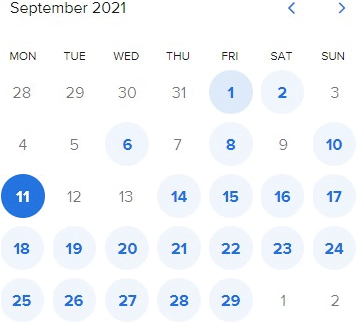 September 2021
MON TUE WED THU FRI SAT SUN
28 29 30 31 1 2 3
4 5 6 7 8 9 10
11 12 13 14 15 16 17
18 19 20 21 22 23 24
25 26 27 28 29 1 2